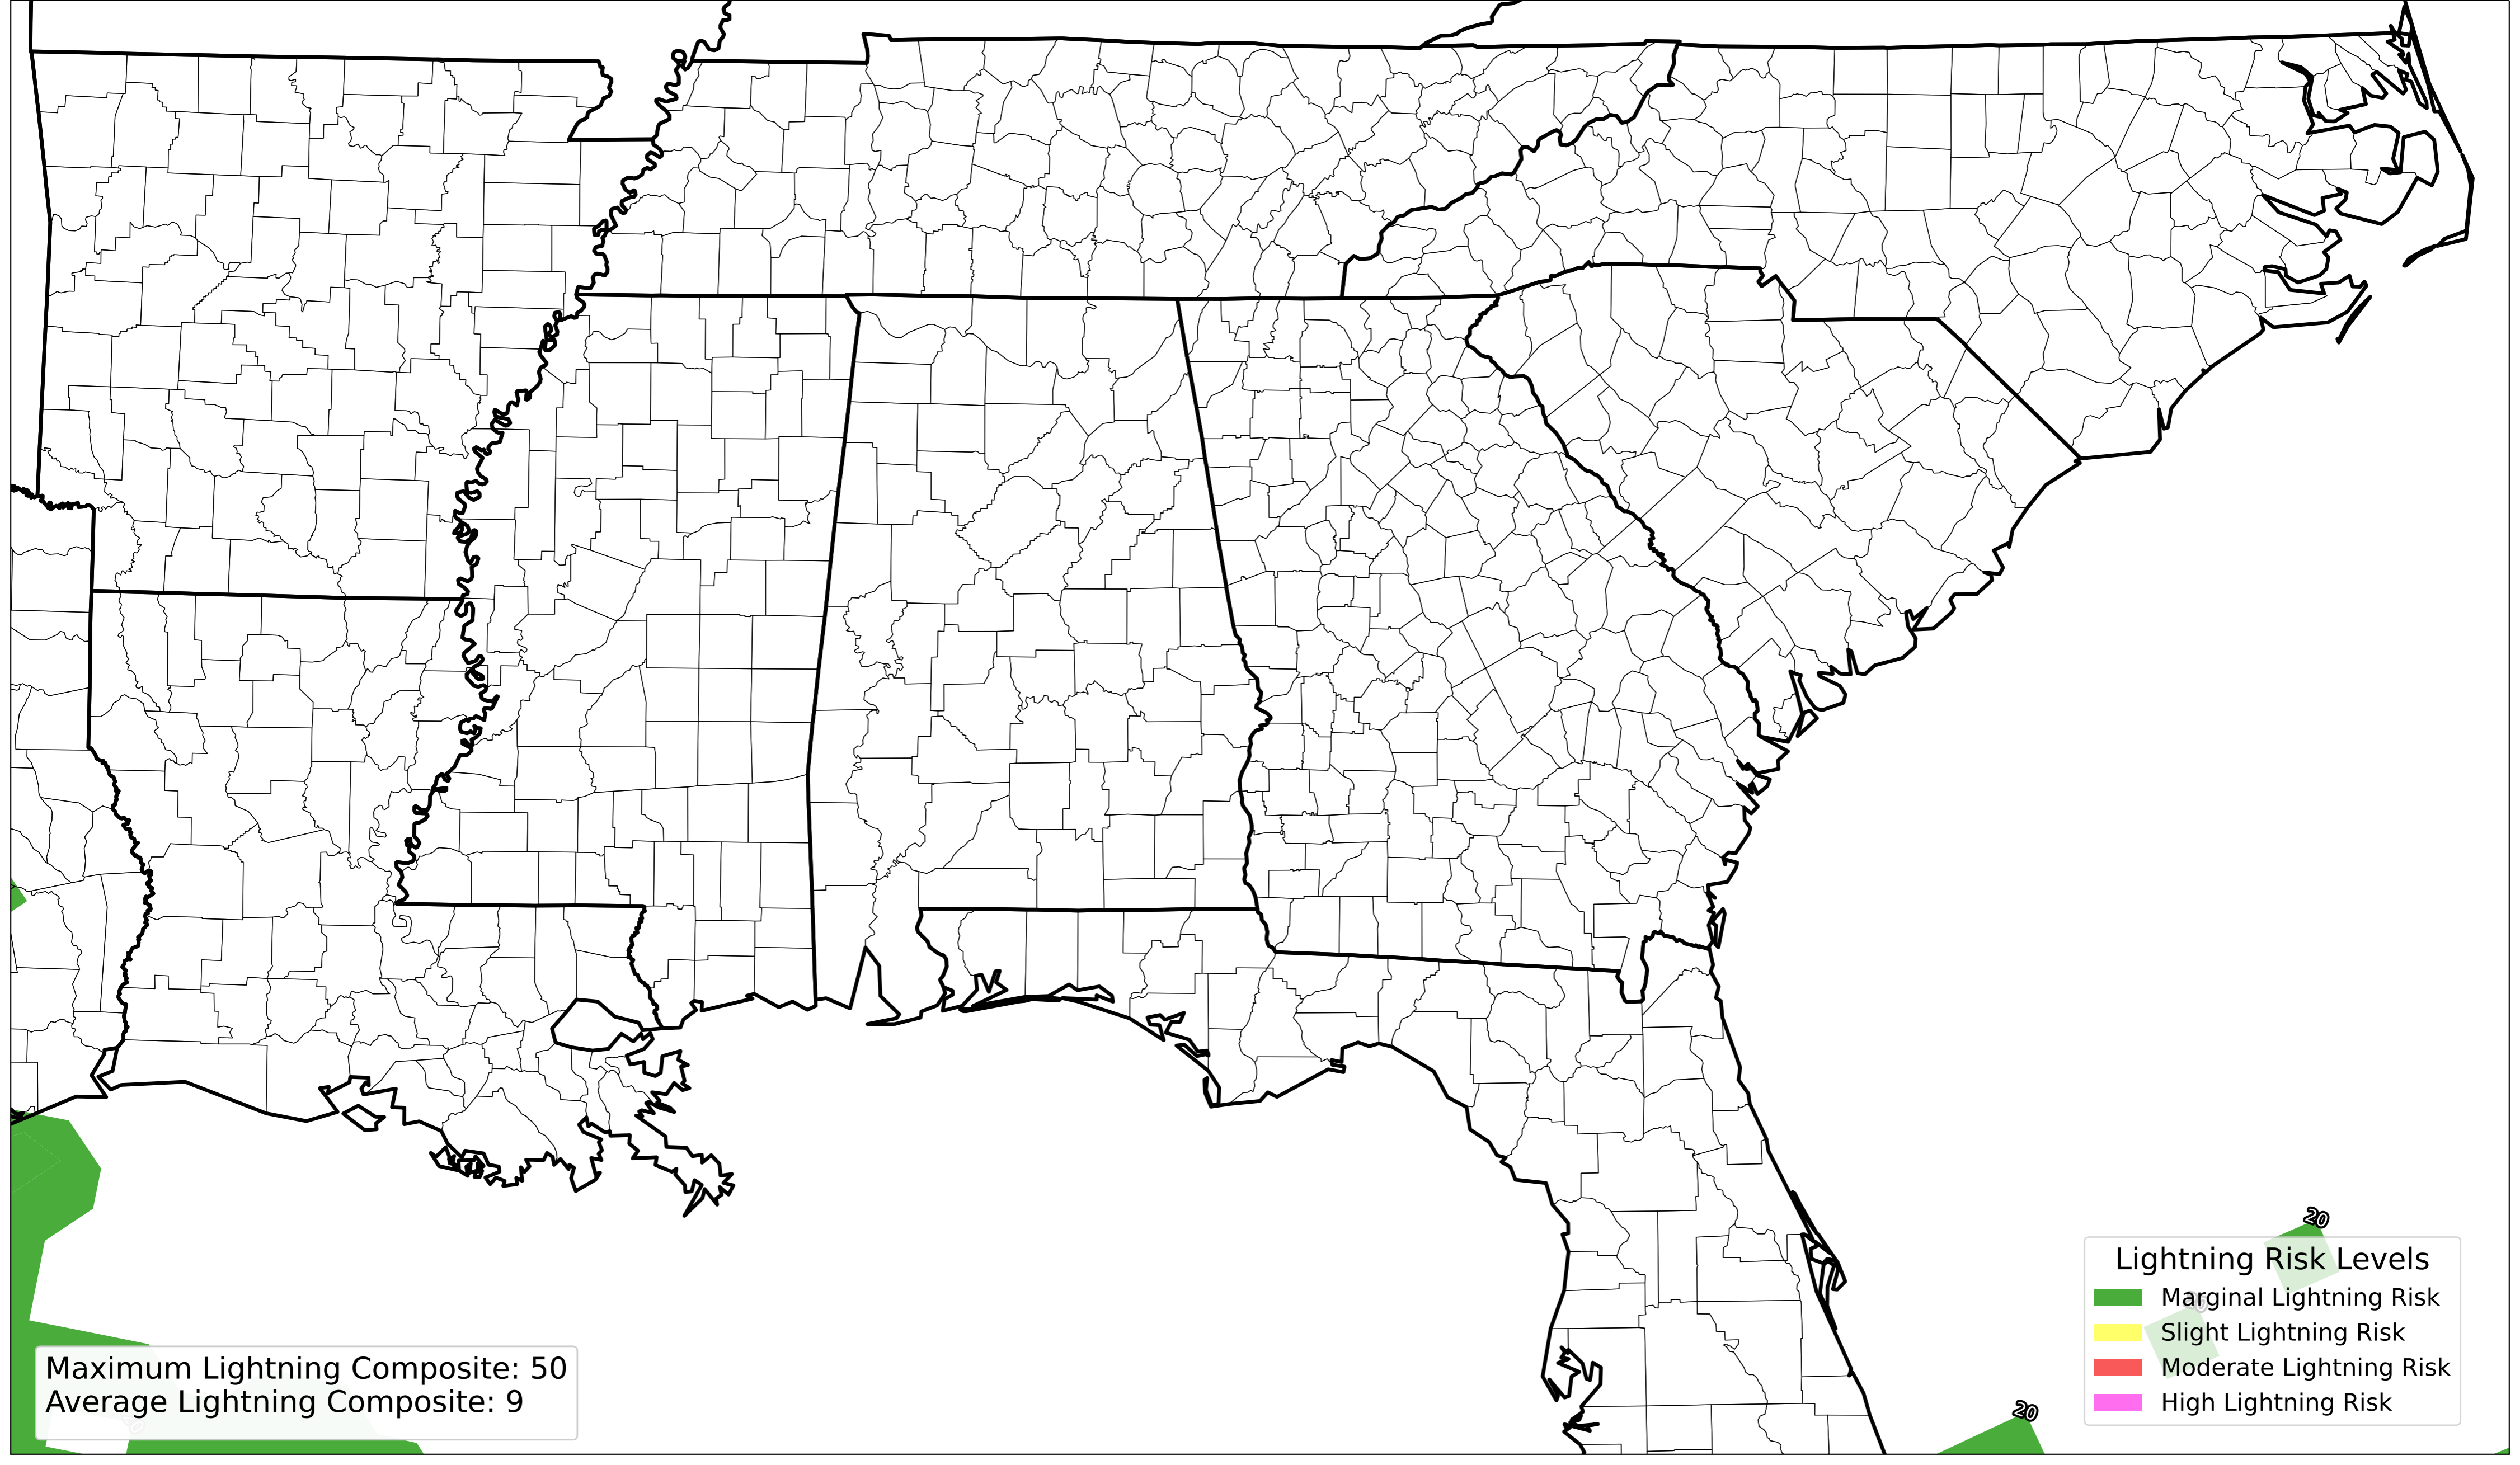 20
Lightning Risk Levels
Marginal Lightning Risk
Slight Lightning Risk
Moderate Lightning Risk
High Lightning Risk
Maximum Lightning Composite: 50
Average Lightning Composite: 9
20